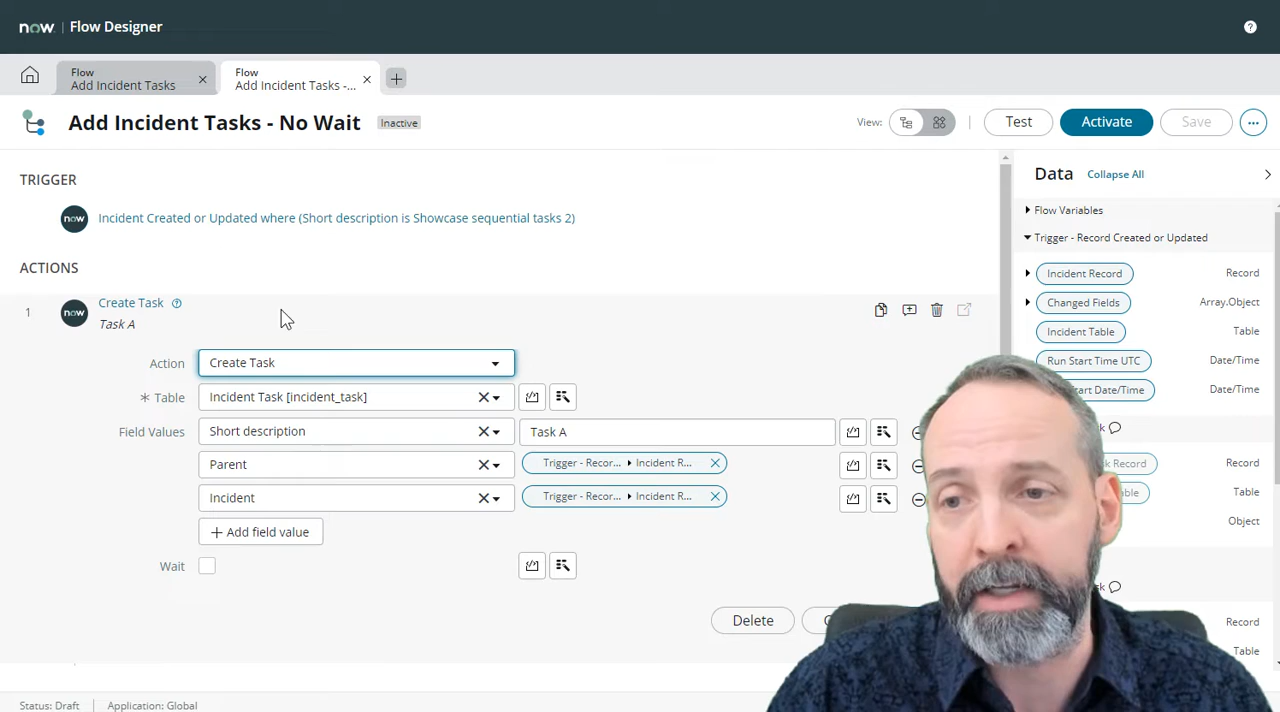 now. | Flow Designer
Flow
Add Incident Tasks
Flow
Add Incident Tasks -...
Add Incident Tasks - No Wait
Inactive
View:
Test
Activate
Save
TRIGGER
now
Incident Created or Updated where (Short description is Showcase sequential tasks 2)
ACTIONS
1
now
Create Task
Task A
Action
Create Task
* Table
Incident Task [incident_task]
Field Values
Short description
Task A
Parent
Trigger - Recor... Incident R...
Incident
Trigger - Recor... Incident R...
+ Add field value
Wait
Delete
Status: Draft
Application: Global
Data
Collapse All
Flow Variables
Trigger - Record Created or Updated
Incident Record
Record
Changed Fields
Array.Object
Incident Table
Table
Run Start Time UTC
Date/Time
Start Date/Time
Date/Time
Record
Record
Table
Object
Record
Table